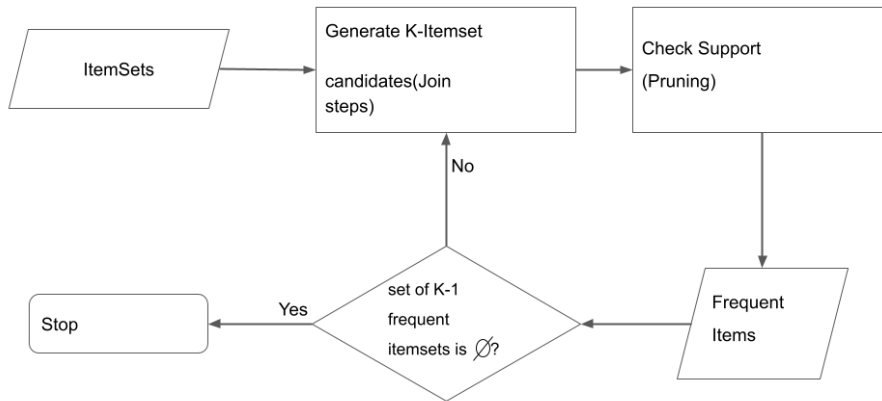 ItemSets
Generate K-Itemset
candidates(Join
steps)
Check Support
(Pruning)
No
set of K-1
frequent
itemsets is ∅?
Yes
Stop
Frequent
Items